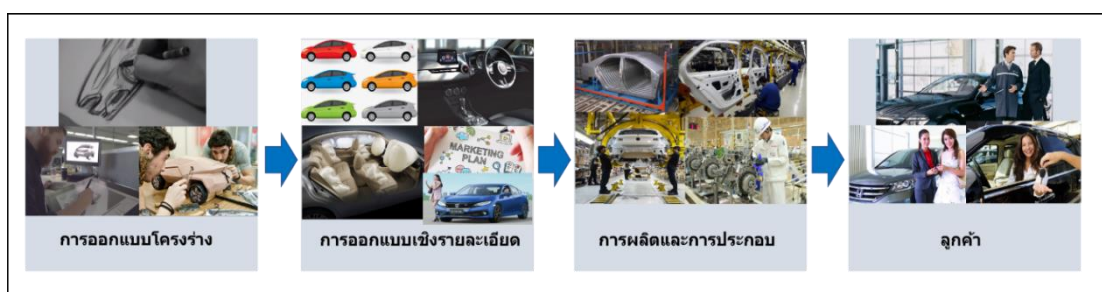 MARKETING
PLAN
การออกแบบโครงร่าง
การออกแบบเชิงรายละเอียด
การผลิตและการประกอบ
ลูกค้า